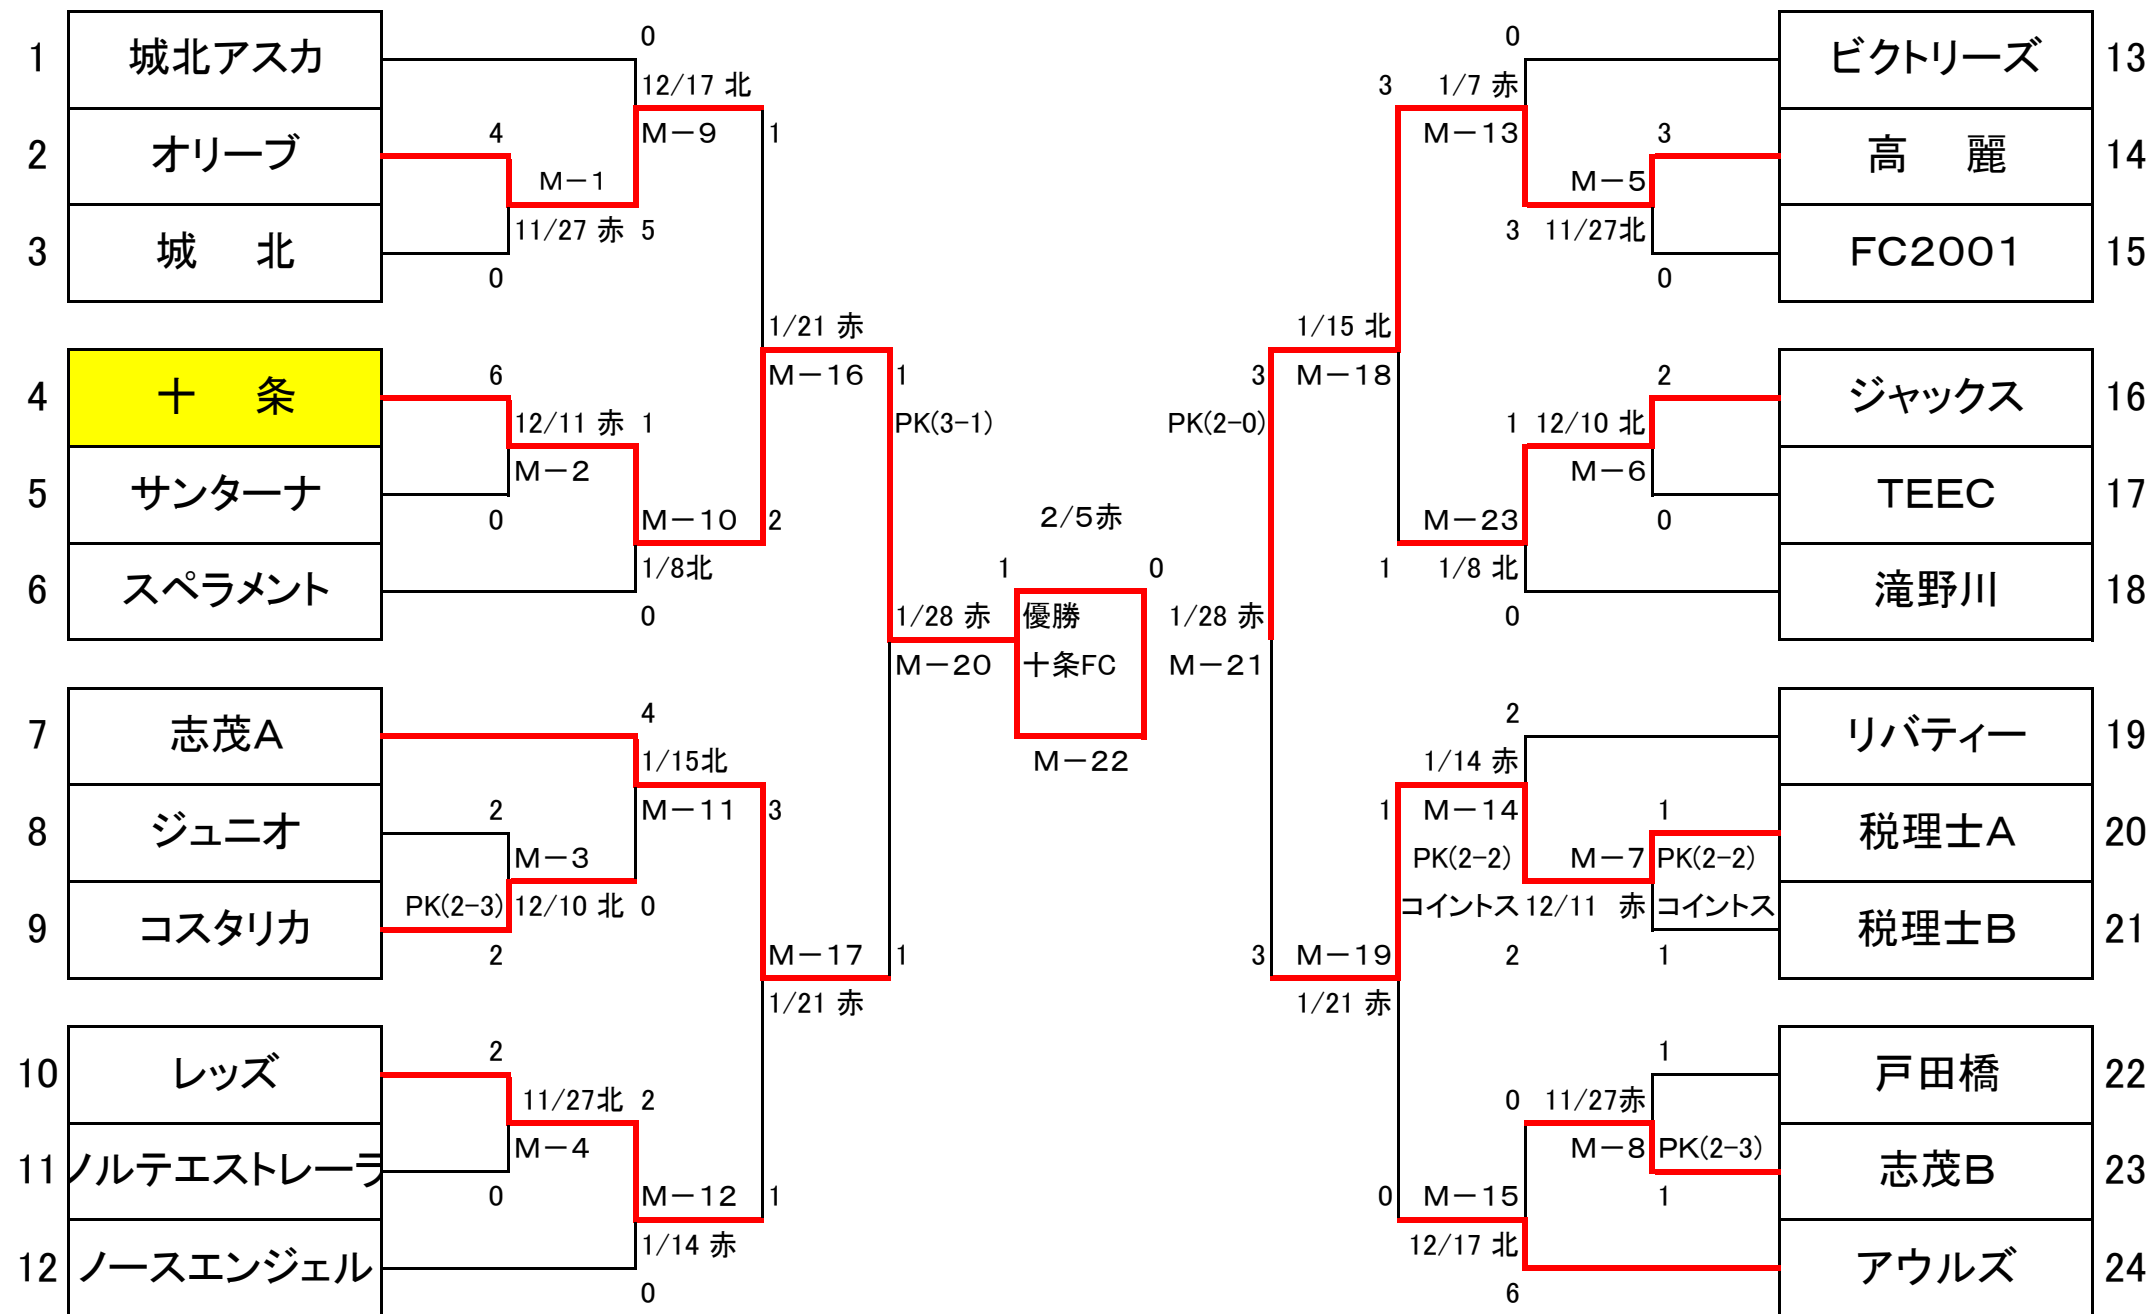 1 城北アスカ 0 0 ビクトリーズ 13
12/17 北 3 1/7 赤
2 オリーブ 4 M－9 1 M－13 3 高 麗 14
M－1 M－5
3 城 北 11/27 赤 5 3 11/27北 FC2001 15
0 0
1/21 赤 1/15 北
4 十 条 6 M－16 1 3 M－18 2 ジャックス 16
12/11 赤 1 PK(3-1) PK(2-0) 1 12/10 北
5 サンターナ M－2 M－6 TEEC 17
0 M－10 2 2/5赤 M－23 0
6 スペラメント 1/8北 1 0 1 1/8 北 滝野川 18
0 1/28 赤 優勝 1/28 赤 0
M－20 十条FC M－21
7 志茂A 4 2 リバティー 19
1/15北 M－22 1/14 赤
8 ジュニオ 2 M－11 3 1 M－14 1 税理士A 20
M－3 PK(2-2) M－7 PK(2-2)
9 コスタリカ PK(2-3) 12/10 北 0 コイントス 12/11 赤 コイントス 税理士B 21
2 M－17 1 3 M－19 2 1
1/21 赤 1/21 赤
10 レッズ 2 1 戸田橋 22
11/27北 2 0 11/27赤
11 ノルテエストレーラ M－4 M－8 PK(2-3) 志茂B 23
0 M－12 1 0 M－15 1
12 ノースエンジェル 1/14 赤 12/17 北 アウルズ 24
0 6